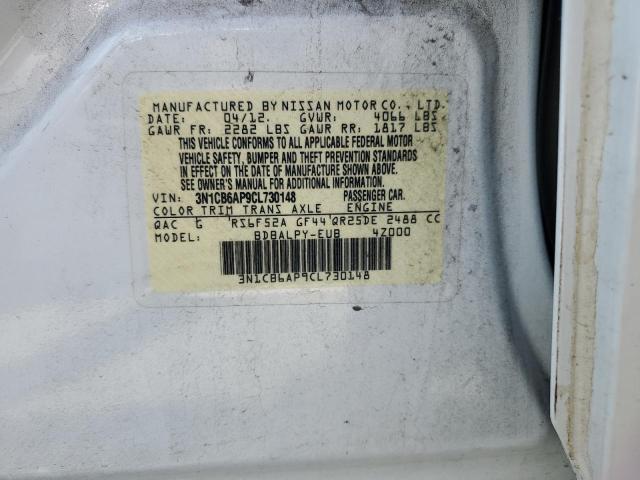 MANUFACTURED BY NISSAN MOTOR CO., LTD.
DATE: 04/12. GVWR: 4066 LBS
GAWR FR: 2282 LBS GAWR RR: 1817 LBS
THIS VEHICLE CONFORMS TO ALL APPLICABLE FEDERAL MOTOR
VEHICLE SAFETY, BUMPER AND THEFT PREVENTION STANDARDS
IN EFFECT ON THE DATE OF MANUFACTURE SHOWN ABOVE.
SEE OWNER'S MANUAL FOR ADDITIONAL INFORMATION.
VIN: 3N1CB6AP9CL730148 PASSENGER CAR.
COLOR TRIM TRANS AXLE ENGINE
QAC G RS6F52A GF44 QR25DE 2488 CC
MODEL: BDBALPY-EUB 4Z000
3N1CB6AP9CL730148